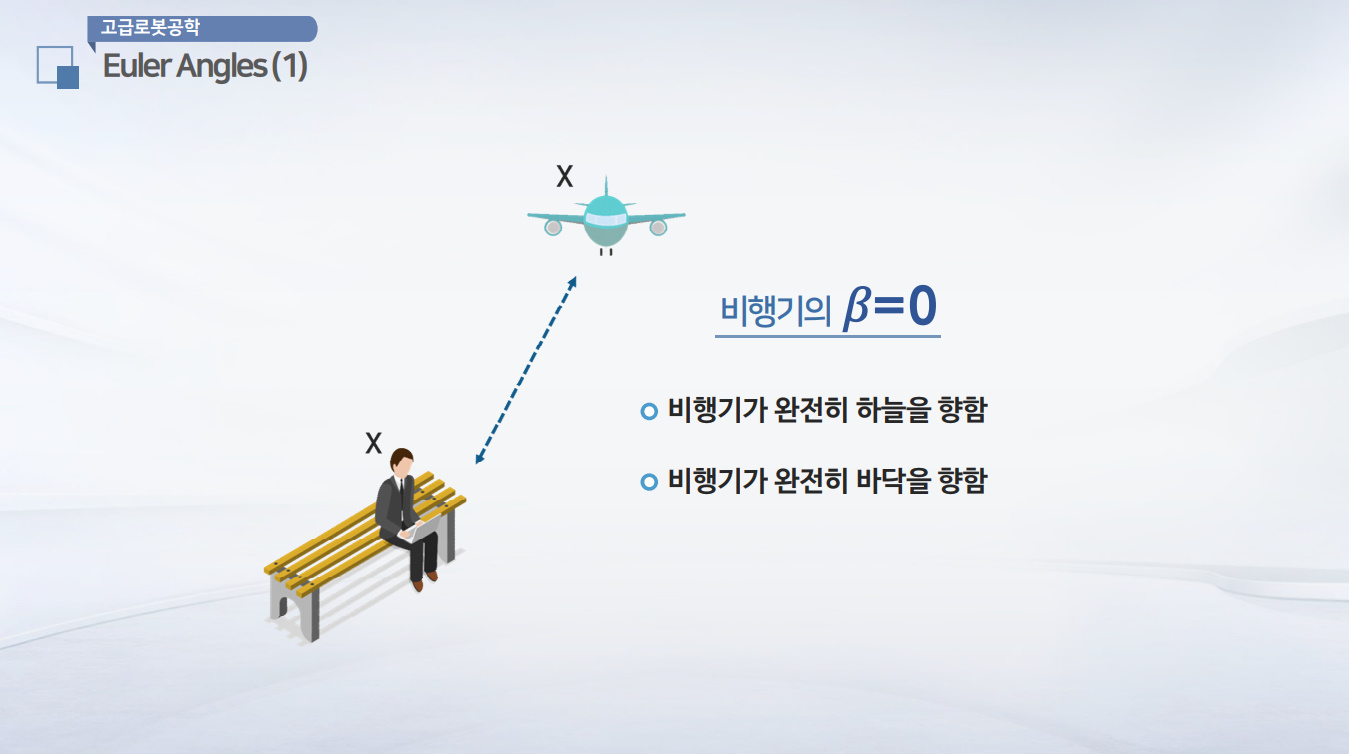 고급로봇공학
Euler Angles (1)
X
비행기의 β=0
비행기가 완전히 하늘을 향함
X
비행기가 완전히 바닥을 향함